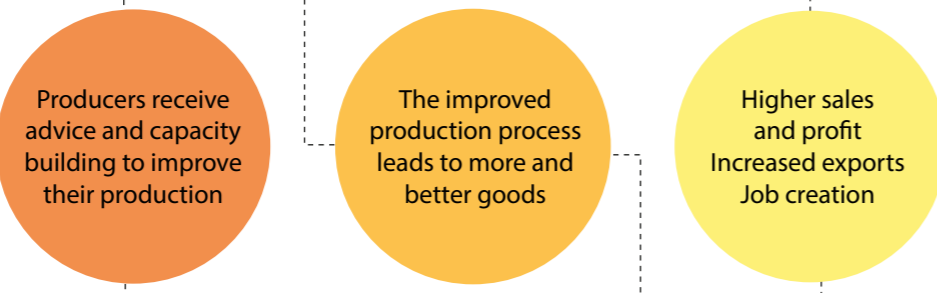 Producers receive
advice and capacity
building to improve
their production
The improved
production process
leads to more and
better goods
Higher sales
and profit
Increased exports
Job creation